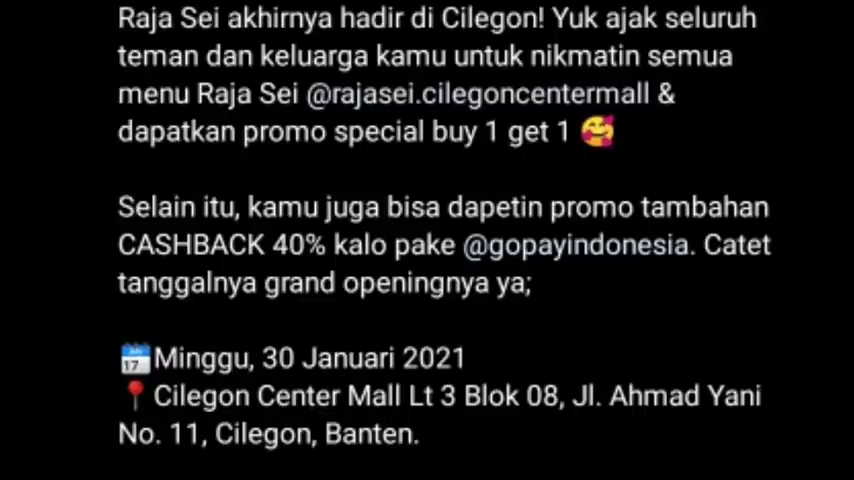 Raja Sei akhirnya hadir di Cilegon! Yuk ajak seluruh
teman dan keluarga kamu untuk nikmatin semua
menu Raja Sei @rajasei.cilegoncentermall &
dapatkan promo special buy 1 get 1 🥰
Selain itu, kamu juga bisa dapetin promo tambahan
CASHBACK 40% kalo pake @gopayindonesia. Catet
tanggalnya grand openingnya ya;
📅Minggu, 30 Januari 2021
📍Cilegon Center Mall Lt 3 Blok 08, Jl. Ahmad Yani
No. 11, Cilegon, Banten.